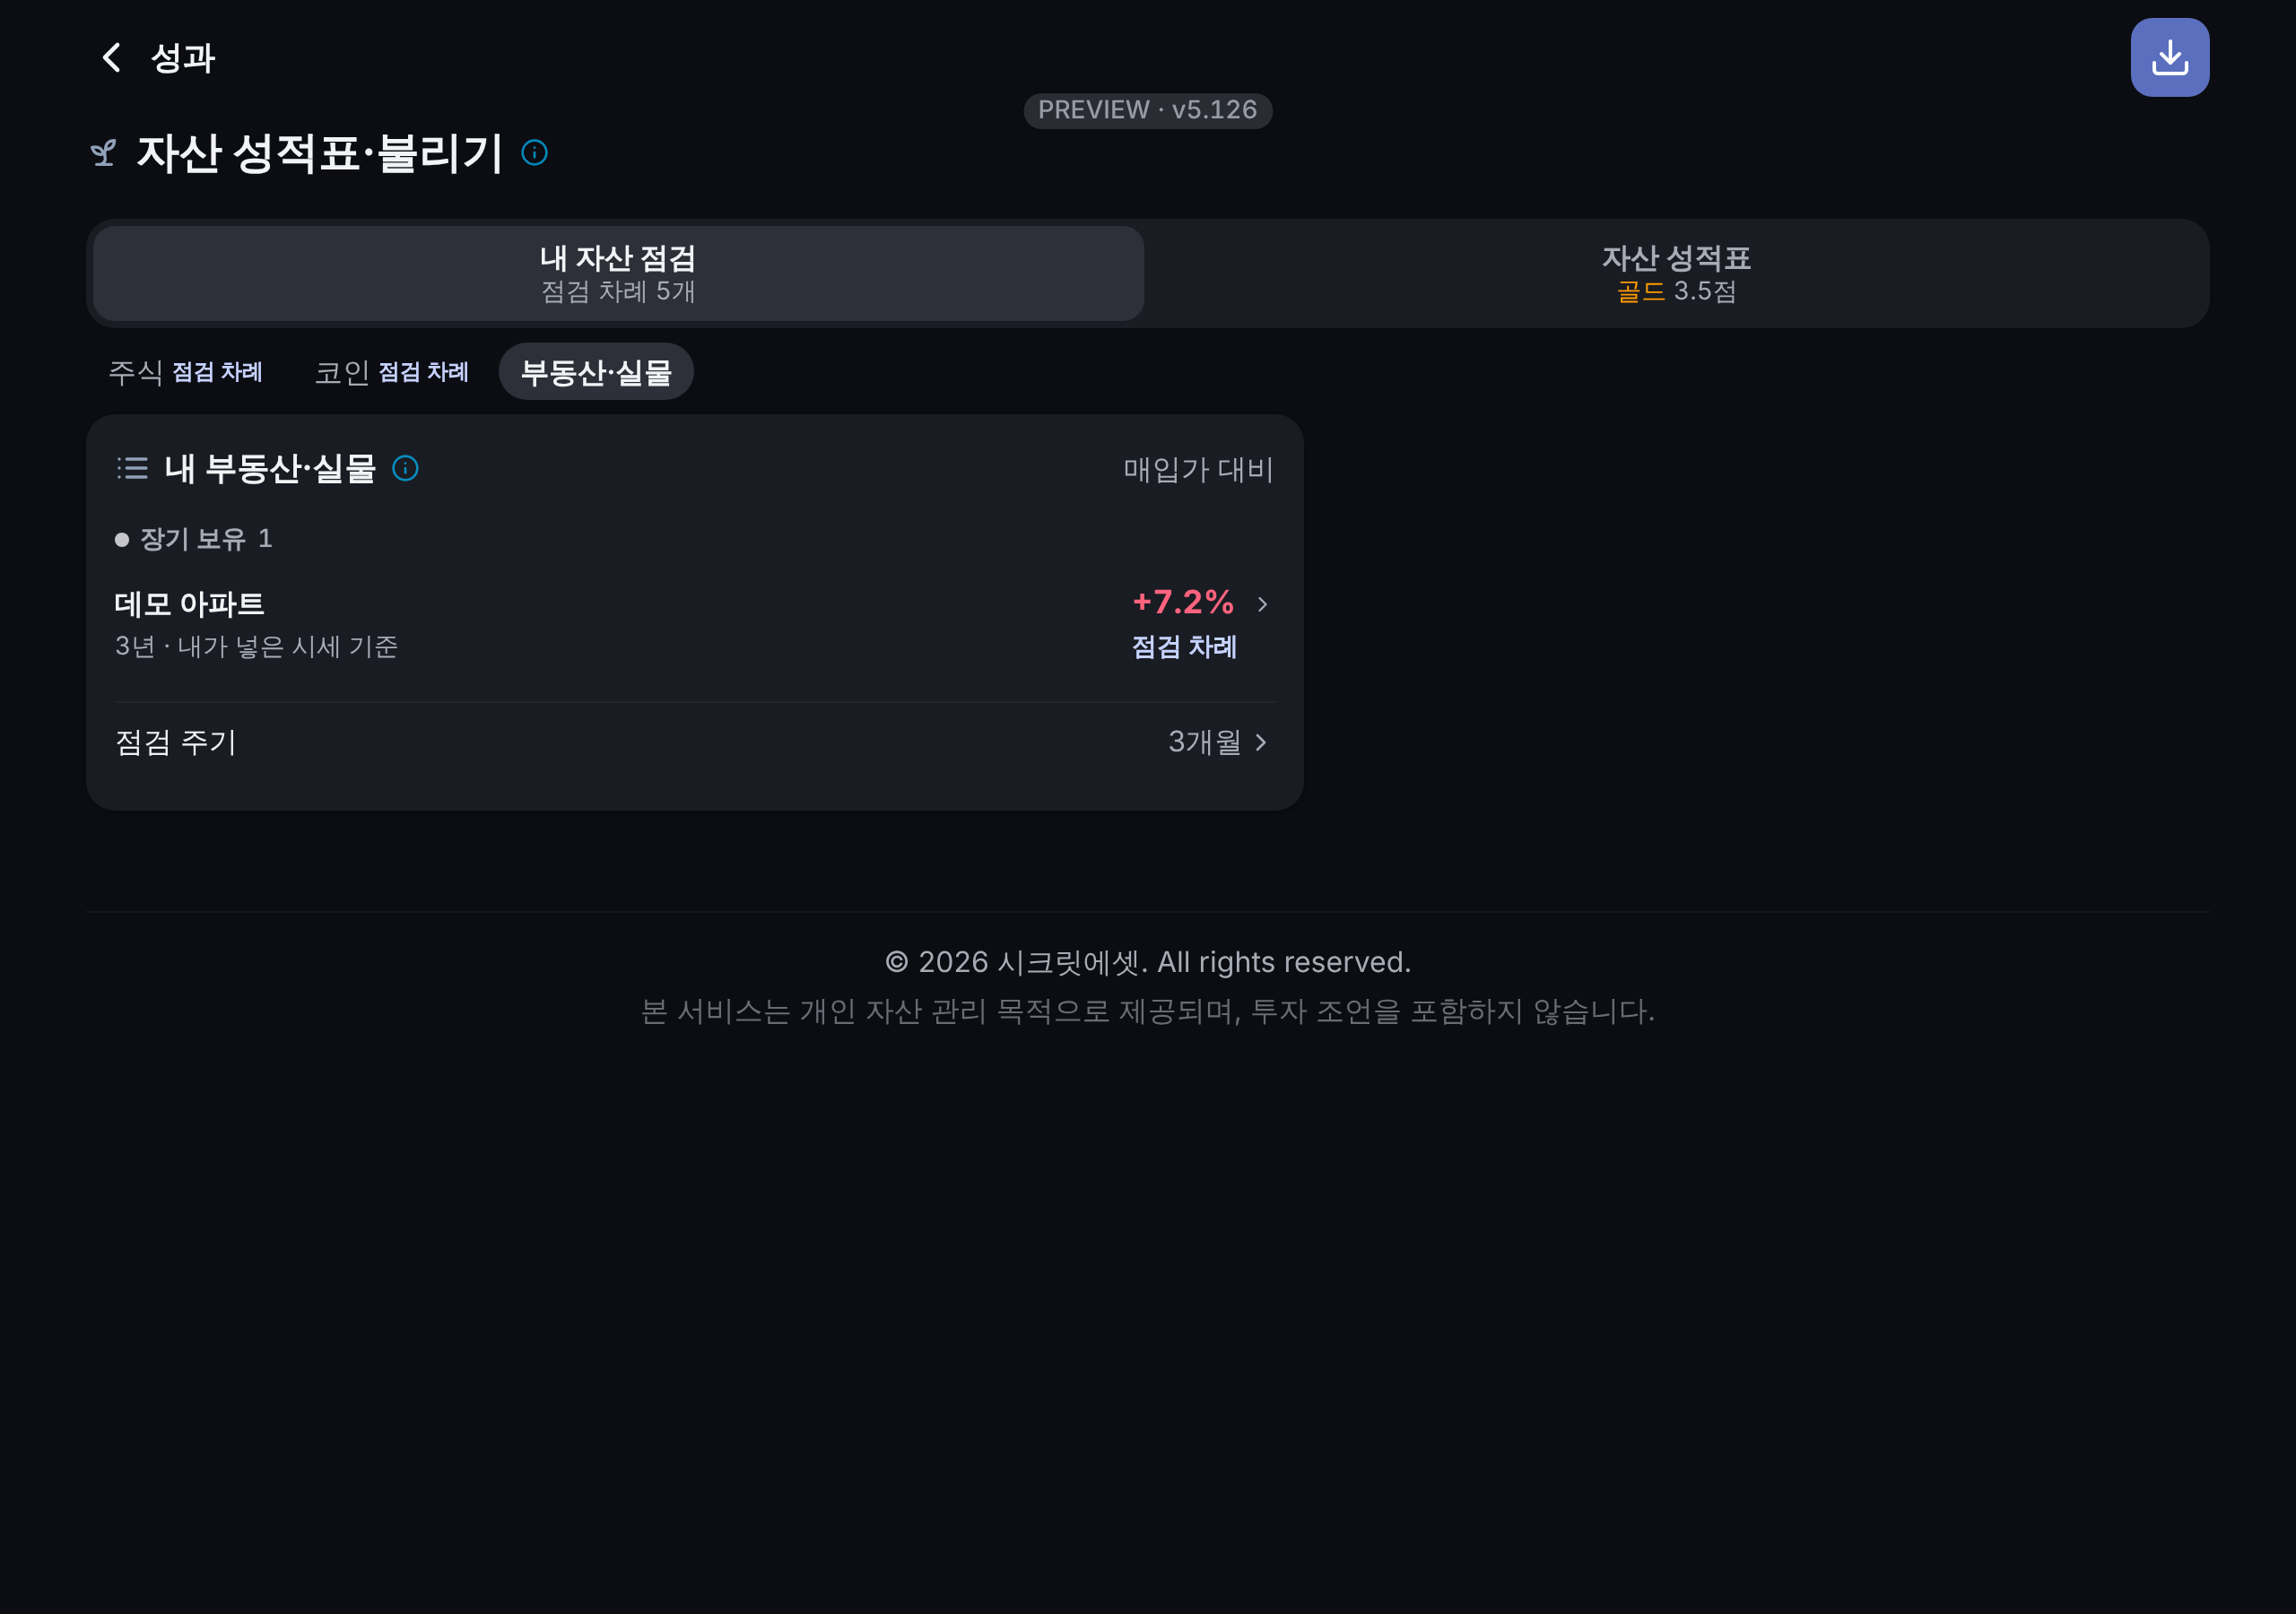 성과
PREVIEW · v5.126
자산 성적표·불리기
내 자산 점검
점검 차례 5개
자산 성적표
골드 3.5점
주식 점검 차례
코인 점검 차례
부동산·실물
내 부동산·실물
매입가 대비
장기 보유 1
데모 아파트
+7.2%
3년 · 내가 넣은 시세 기준
점검 차례
점검 주기
3개월
© 2026 시크릿에셋. All rights reserved.
본 서비스는 개인 자산 관리 목적으로 제공되며, 투자 조언을 포함하지 않습니다.